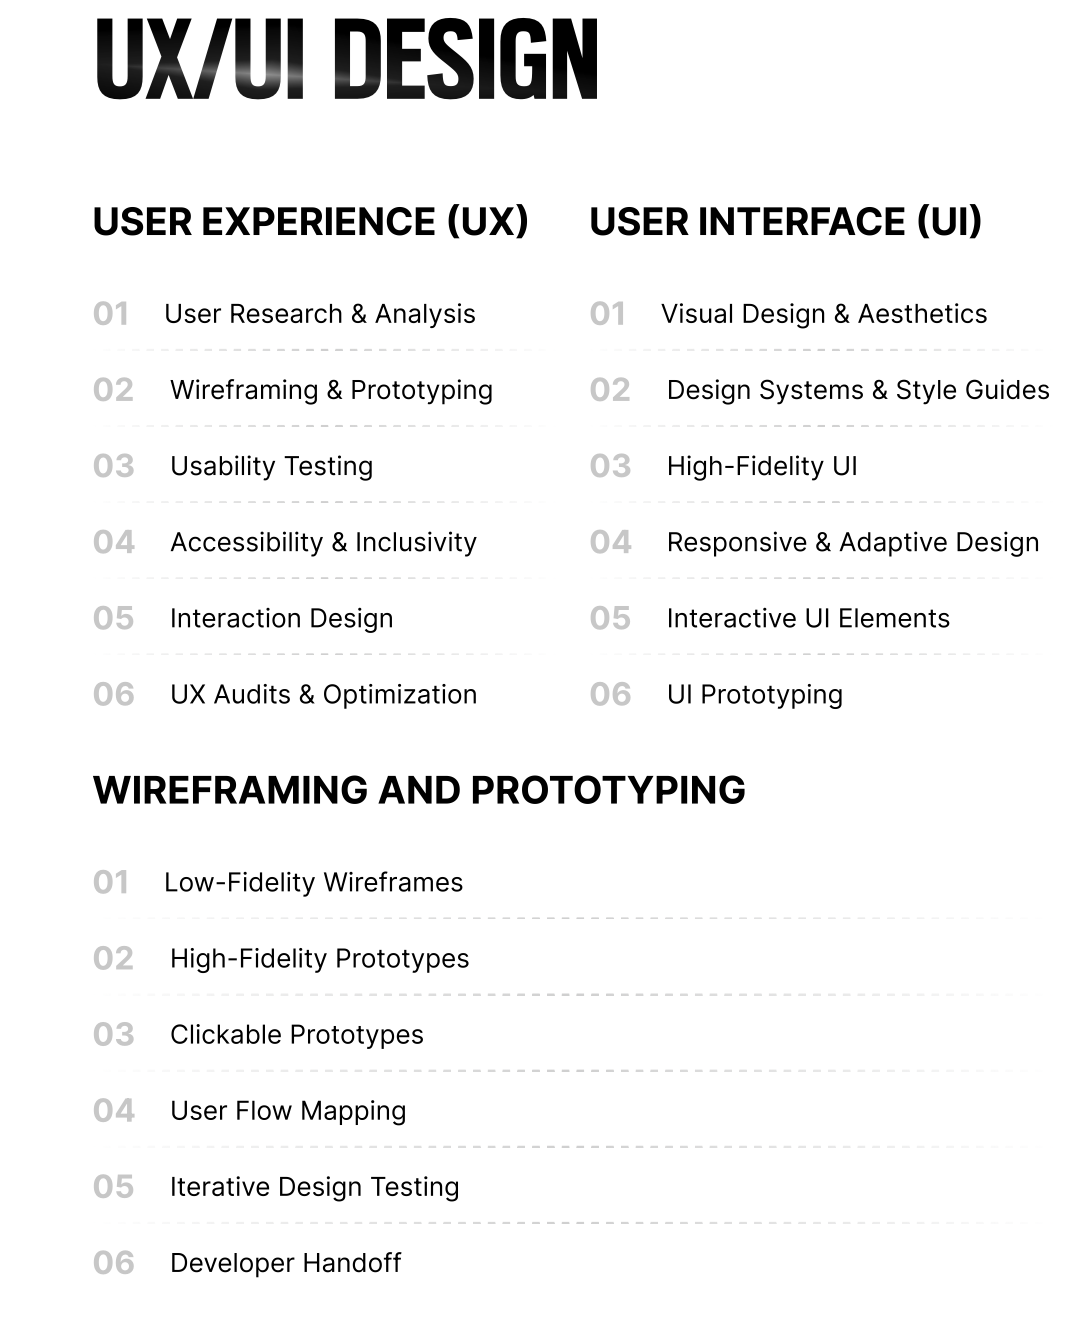 UX/UI DESIGN
USER EXPERIENCE (UX)
01 User Research & Analysis
02 Wireframing & Prototyping
03 Usability Testing
04 Accessibility & Inclusivity
05 Interaction Design
06 UX Audits & Optimization
USER INTERFACE (UI)
01 Visual Design & Aesthetics
02 Design Systems & Style Guides
03 High-Fidelity UI
04 Responsive & Adaptive Design
05 Interactive UI Elements
06 UI Prototyping
WIREFRAMING AND PROTOTYPING
01 Low-Fidelity Wireframes
02 High-Fidelity Prototypes
03 Clickable Prototypes
04 User Flow Mapping
05 Iterative Design Testing
06 Developer Handoff